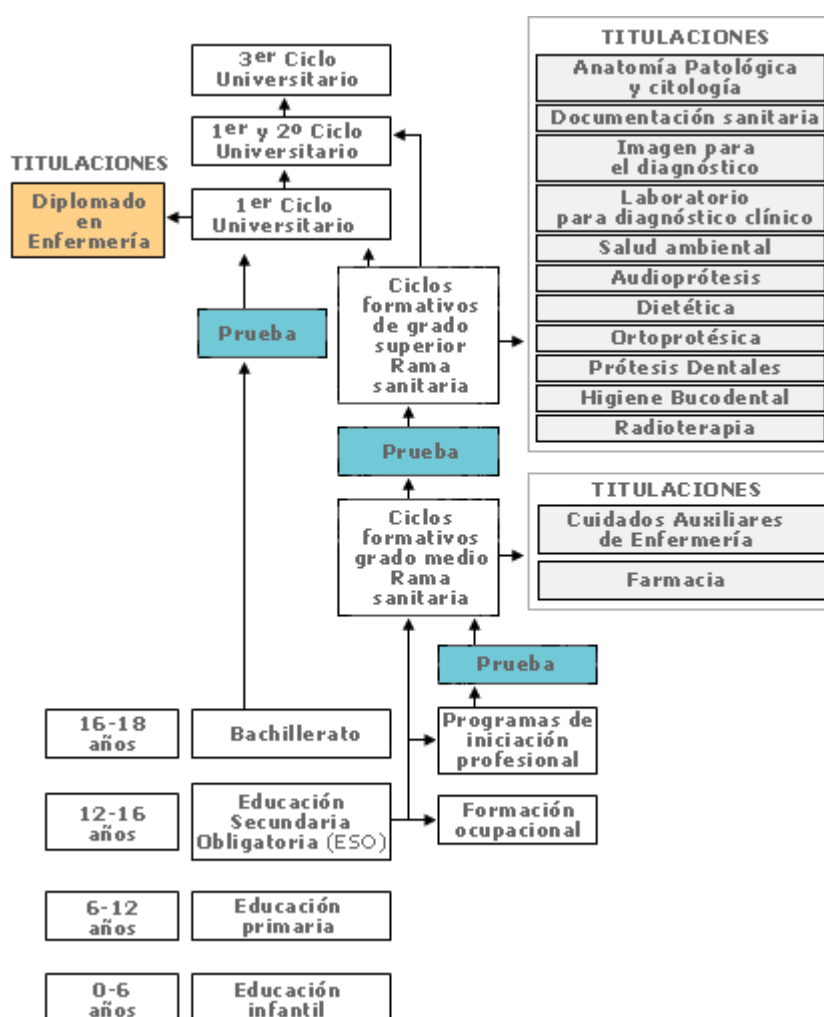 3er Ciclo
Universitario
1er y 2º Ciclo
Universitario
TITULACIONES
Diplomado
en
Enfermería
1er Ciclo
Universitario
Prueba
Ciclos
formativos
de grado
superior
Rama
sanitaria
TITULACIONES
Anatomía Patológica
y citología
Documentación sanitaria
Imagen para
el diagnóstico
Laboratorio
para diagnóstico clínico
Salud ambiental
Audioprótesis
Dietética
Ortoprotésica
Prótesis Dentales
Higiene Bucodental
Radioterapia
Prueba
Ciclos
formativos
grado medio
Rama
sanitaria
TITULACIONES
Cuidados Auxiliares
de Enfermería
Farmacia
Prueba
16-18
años
Bachillerato
Programas de
iniciación
profesional
12-16
años
Educación
Secundaria
Obligatoria (ESO)
Formación
ocupacional
6-12
años
Educación
primaria
0-6
años
Educación
infantil